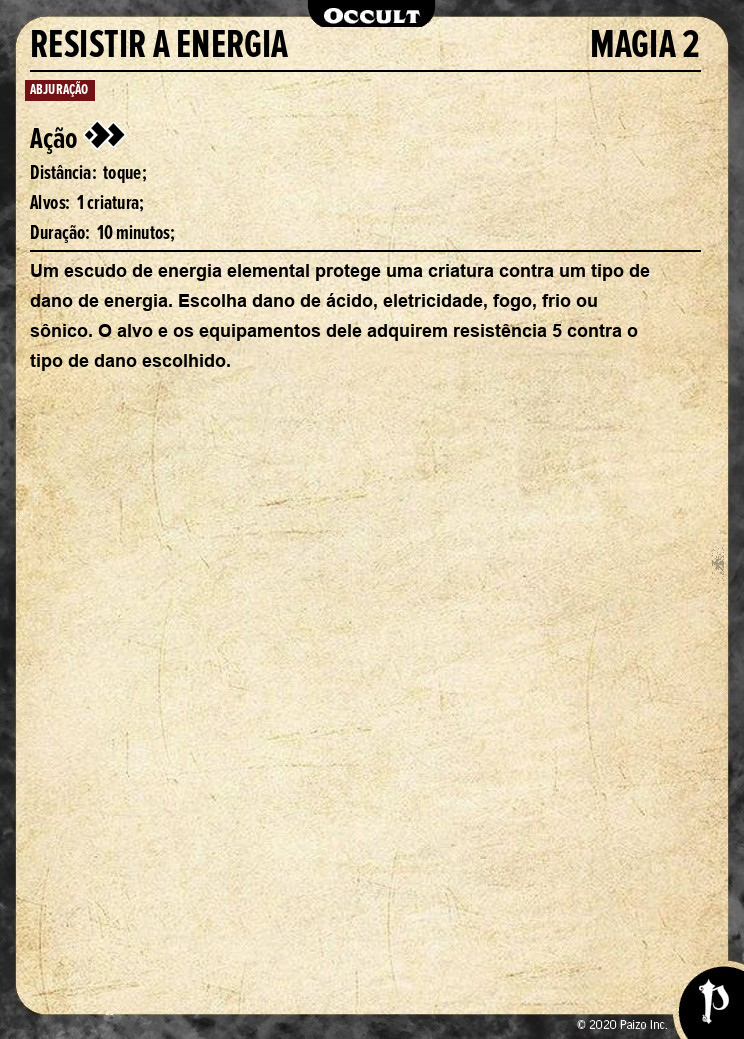 OCCULT
RESISTIR A ENERGIA MAGIA 2
ABJURAÇÃO
Ação
Distância: toque;
Alvos: 1 criatura;
Duração: 10 minutos;
Um escudo de energia elemental protege uma criatura contra um tipo de
dano de energia. Escolha dano de ácido, eletricidade, fogo, frio ou
sônico. O alvo e os equipamentos dele adquirem resistência 5 contra o
tipo de dano escolhido.
© 2020 Paizo Inc.
P